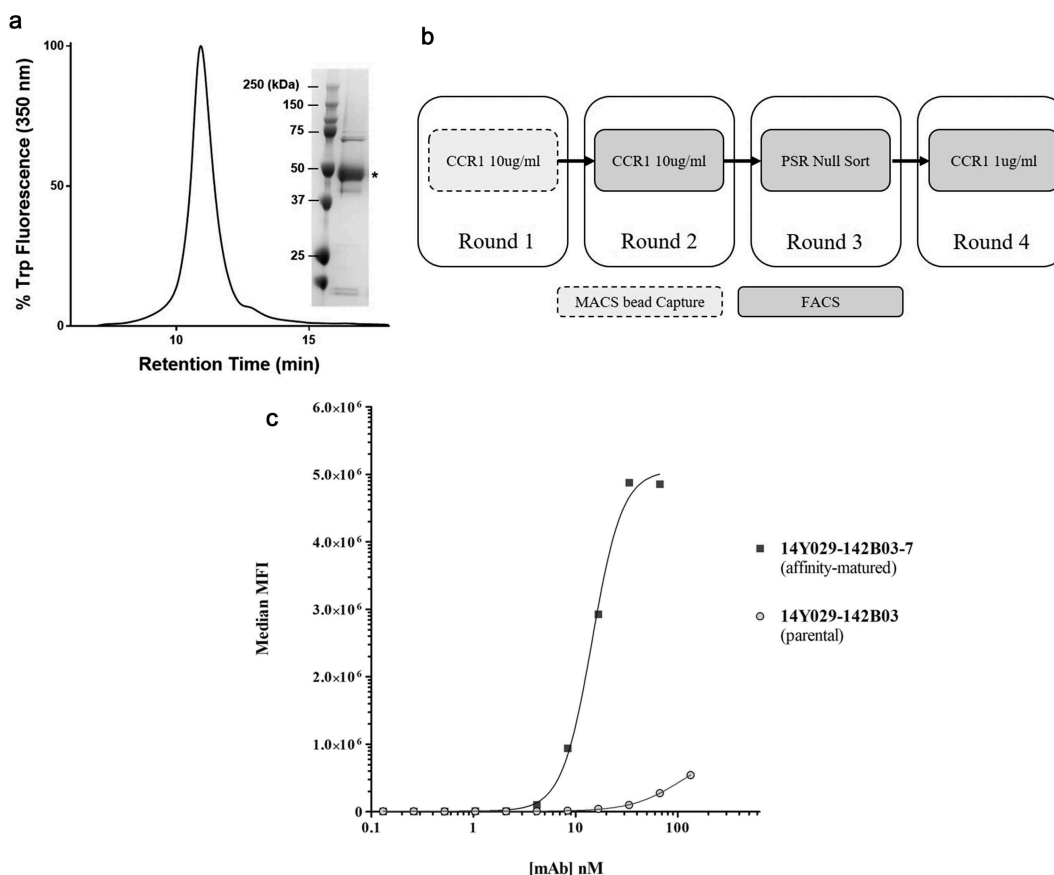 a
% Trp Fluorescence (350 nm)
100
50
0
10
15
Retention Time (min)
250 (kDa)
150
75
50
37
25
*
b
CCR1 10ug/ml
CCR1 10ug/ml
PSR Null Sort
CCR1 1ug/ml
Round 1
Round 2
Round 3
Round 4
MACS bead Capture
FACS
c
Median MFI
6.0×10⁶
5.0×10⁶
4.0×10⁶
3.0×10⁶
2.0×10⁶
1.0×10⁶
0
0.1
1
10
100
[mAb] nM
14Y029-142B03-7
(affinity-matured)
14Y029-142B03
(parental)